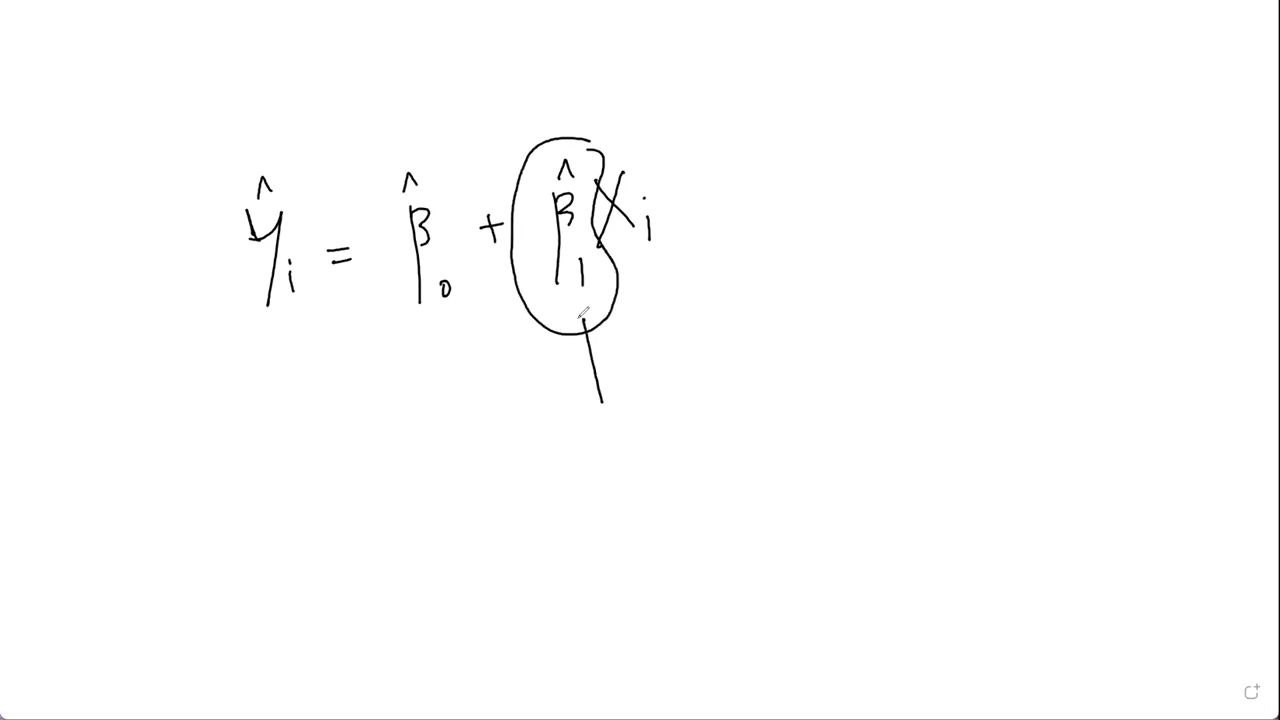 ŷᵢ = β̂₀ + β̂₁Xᵢ